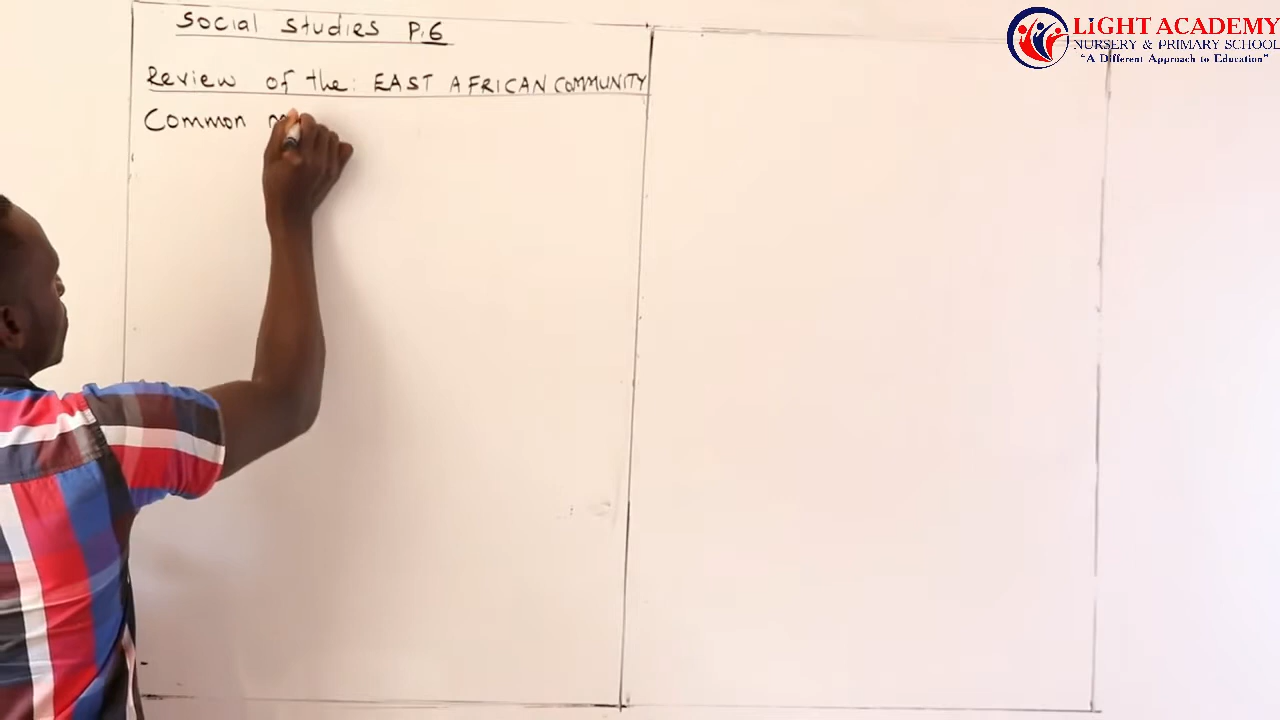 Social Studies P.6
Review of the: EAST AFRICAN COMMUNITY
Common
LIGHT ACADEMY
NURSERY & PRIMARY SCHOOL
"A Different Approach to Education"